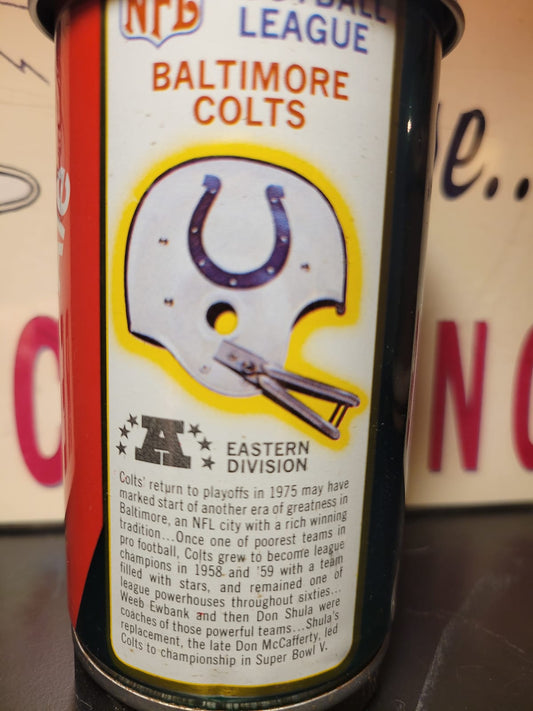 NFL
FOOTBALL
LEAGUE
BALTIMORE
COLTS
A
EASTERN
DIVISION
Colts' return to playoffs in 1975 may have
marked start of another era of greatness in
Baltimore, an NFL city with a rich winning
tradition...Once one of poorest teams in
pro football, Colts grew to become league
champions in 1958 and '59 with a team
filled with stars, and remained one of
league powerhouses throughout sixties...
Weeb Ewbank and then Don Shula were
coaches of those powerful teams...Shula's
replacement, the late Don McCafferty, led
Colts to championship in Super Bowl V.